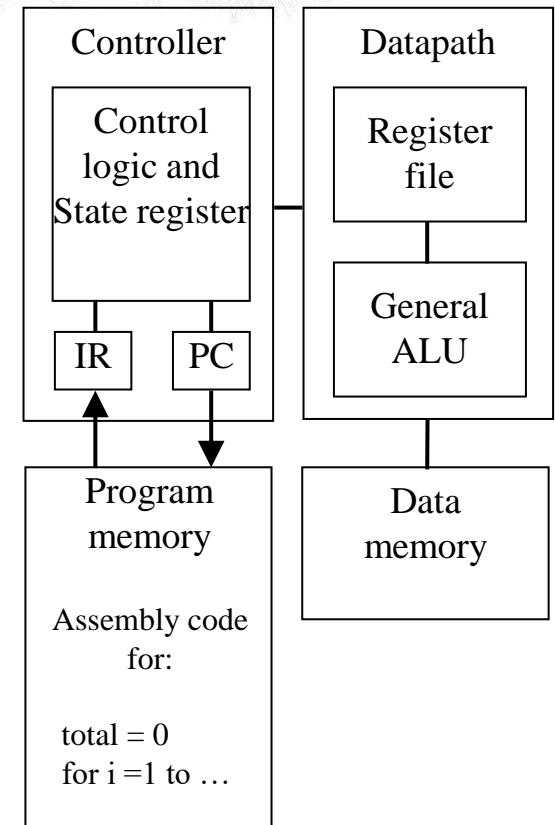 Controller
Control
logic and
State register
IR
PC
Datapath
Register
file
General
ALU
Program
memory
Assembly code
for:
total = 0
for i =1 to …
Data
memory